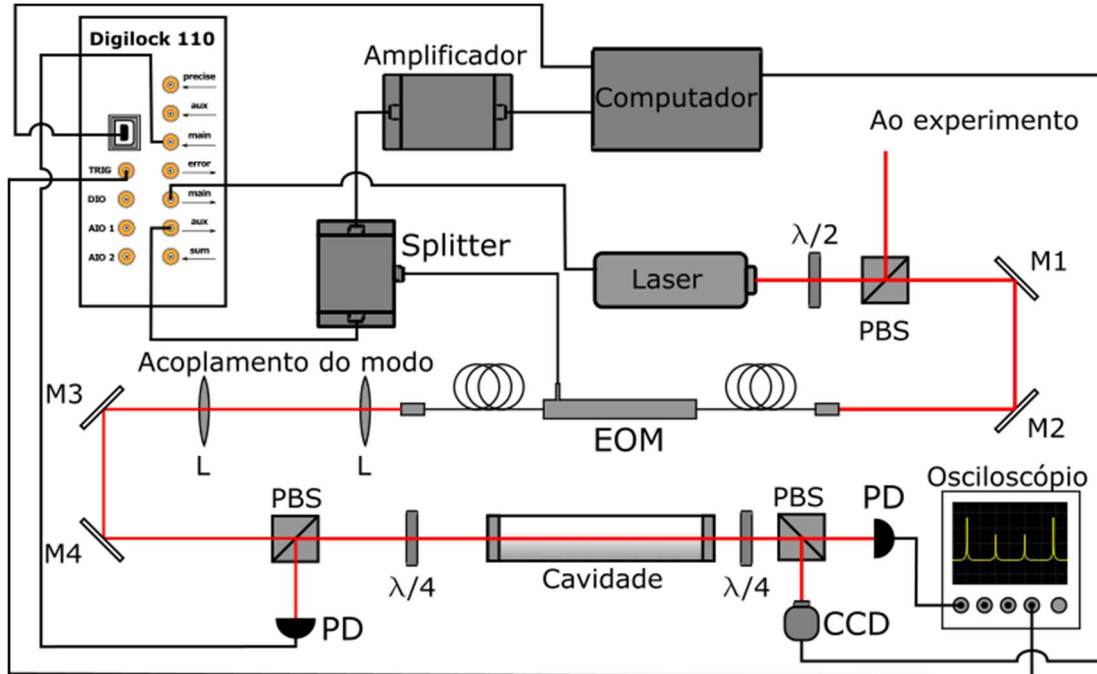 Digilock 110
precise
aux
main
TRIG
error
DIO
main
AIO 1
aux
AIO 2
sum
Amplificador
Computador
Ao experimento
Splitter
Laser
λ/2
PBS
M1
Acoplamento do modo
M3
L
L
EOM
M2
Osciloscópio
PBS
PBS
PD
M4
λ/4
Cavidade
λ/4
PD
CCD